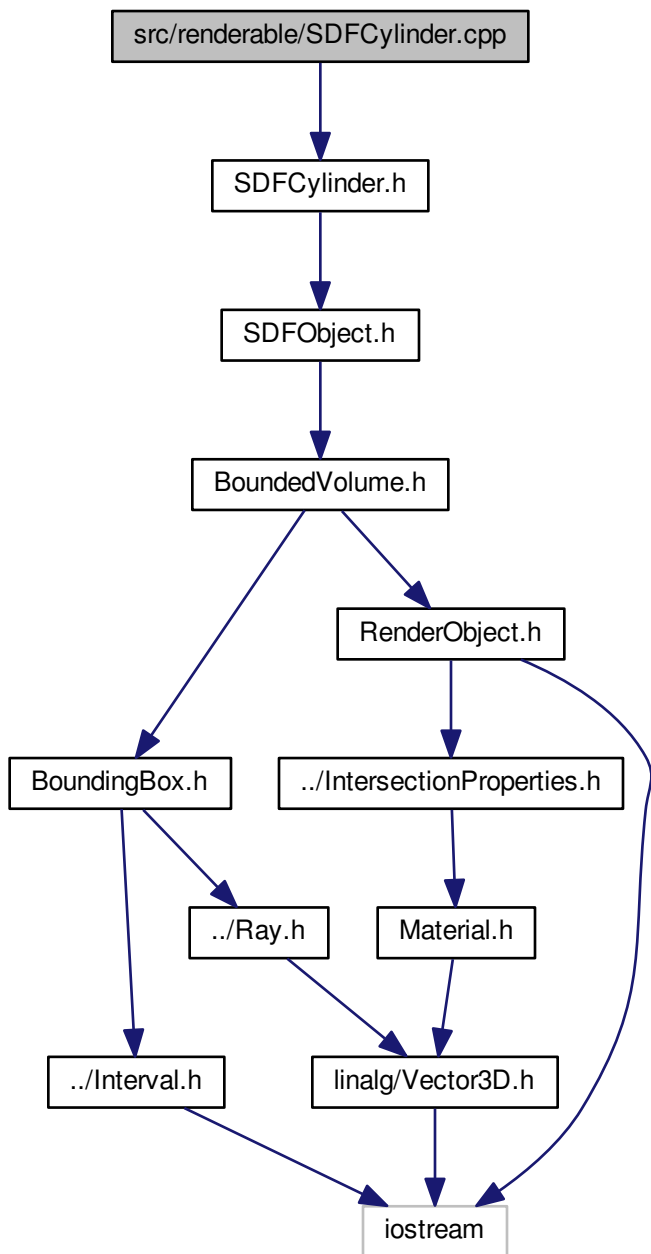 src/renderable/SDFCylinder.cpp
SDFCylinder.h
SDFObject.h
BoundedVolume.h
RenderObject.h
BoundingBox.h
../IntersectionProperties.h
../Ray.h
Material.h
../Interval.h
linalg/Vector3D.h
iostream